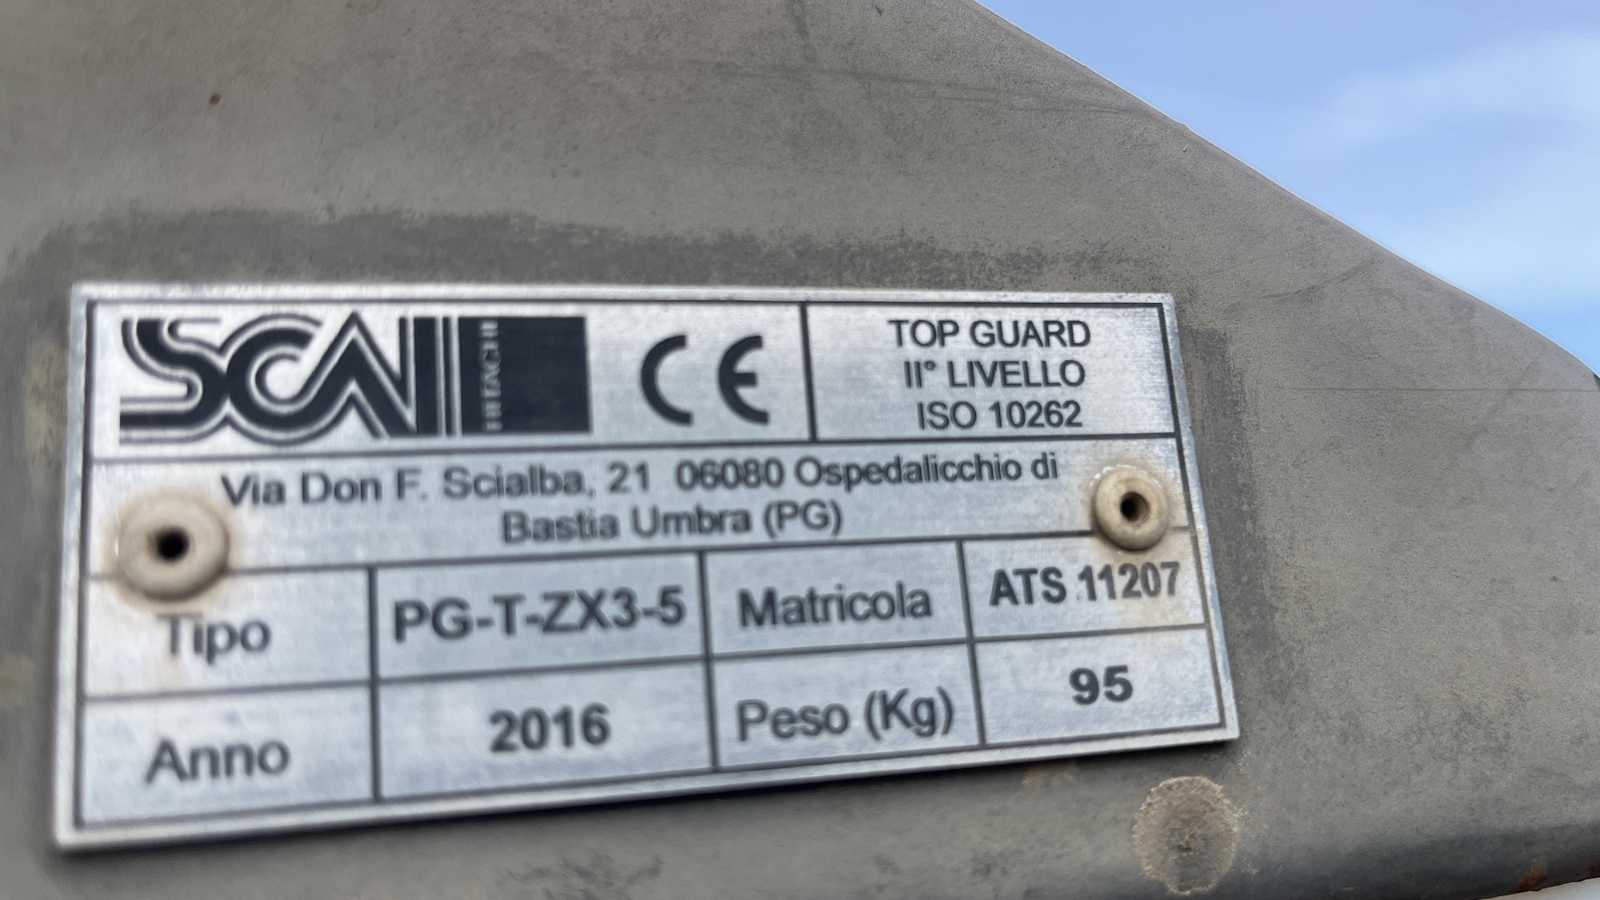 SCAI
HITACHI
CE
TOP GUARD
II° LIVELLO
ISO 10262
Via Don F. Scialba, 21 06080 Ospedalicchio di
Bastia Umbra (PG)
Tipo PG-T-ZX3-5 Matricola ATS 11207
Anno 2016 Peso (Kg) 95